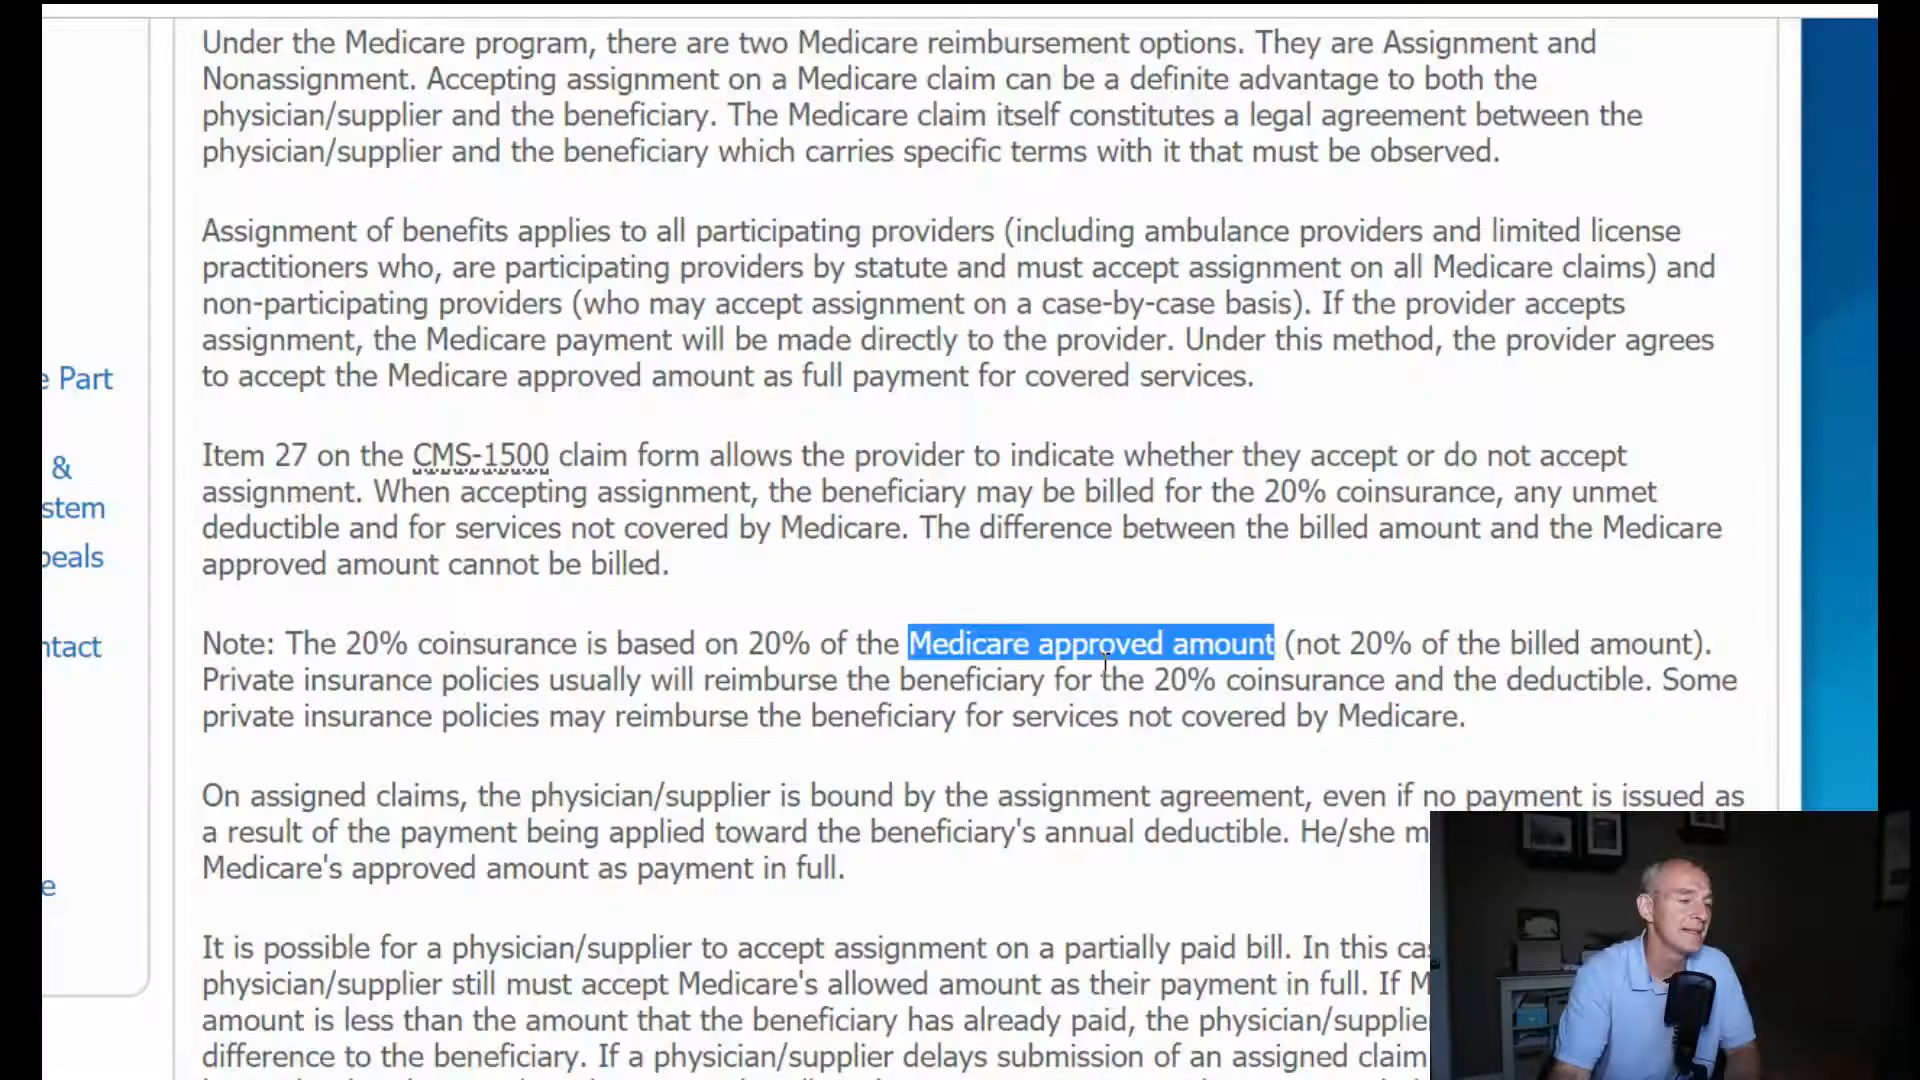 Under the Medicare program, there are two Medicare reimbursement options. They are Assignment and
Nonassignment. Accepting assignment on a Medicare claim can be a definite advantage to both the
physician/supplier and the beneficiary. The Medicare claim itself constitutes a legal agreement between the
physician/supplier and the beneficiary which carries specific terms with it that must be observed.
Assignment of benefits applies to all participating providers (including ambulance providers and limited license
practitioners who, are participating providers by statute and must accept assignment on all Medicare claims) and
non-participating providers (who may accept assignment on a case-by-case basis). If the provider accepts
assignment, the Medicare payment will be made directly to the provider. Under this method, the provider agrees
to accept the Medicare approved amount as full payment for covered services.
Item 27 on the CMS-1500 claim form allows the provider to indicate whether they accept or do not accept
assignment. When accepting assignment, the beneficiary may be billed for the 20% coinsurance, any unmet
deductible and for services not covered by Medicare. The difference between the billed amount and the Medicare
approved amount cannot be billed.
Note: The 20% coinsurance is based on 20% of the Medicare approved amount (not 20% of the billed amount).
Private insurance policies usually will reimburse the beneficiary for the 20% coinsurance and the deductible. Some
private insurance policies may reimburse the beneficiary for services not covered by Medicare.
On assigned claims, the physician/supplier is bound by the assignment agreement, even if no payment is issued as
a result of the payment being applied toward the beneficiary's annual deductible. He/she m
Medicare's approved amount as payment in full.
It is possible for a physician/supplier to accept assignment on a partially paid bill. In this ca
physician/supplier still must accept Medicare's allowed amount as their payment in full. If M
amount is less than the amount that the beneficiary has already paid, the physician/supplie
difference to the beneficiary. If a physician/supplier delays submission of an assigned claim
e Part
&
stem
peals
ntact
e